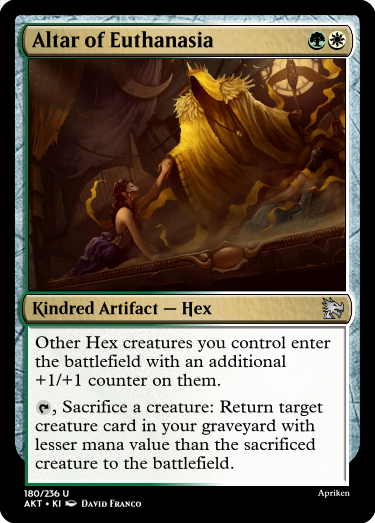 Altar of Euthanasia
Kindred Artifact — Hex
Other Hex creatures you control enter
the battlefield with an additional
+1/+1 counter on them.
, Sacrifice a creature: Return target
creature card in your graveyard with
lesser mana value than the sacrificed
creature to the battlefield.
180/236 U
Apriken
AKT • KI DAVID FRANCO